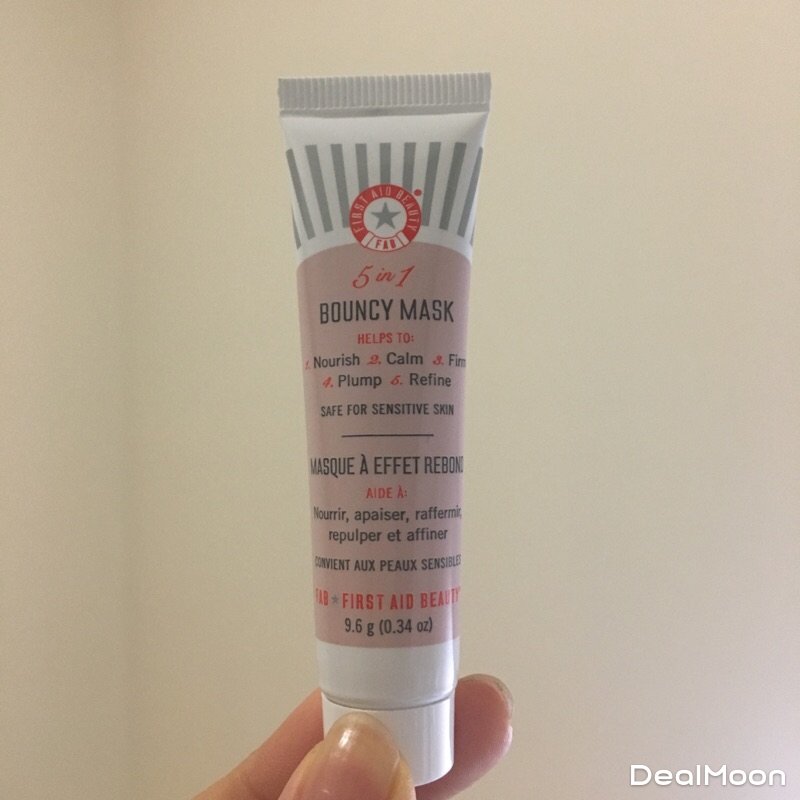 FIRST AID BEAUTY
FAB
5 in 1
BOUNCY MASK
HELPS TO:
1. Nourish 2. Calm 3. Firm
4. Plump 5. Refine
SAFE FOR SENSITIVE SKIN
MASQUE À EFFET REBOND
AIDE À:
Nourrir, apaiser, raffermir,
repulper et affiner
CONVIENT AUX PEAUX SENSIBLES
FAB FIRST AID BEAUTY
9.6 g (0.34 oz)
DealMoon